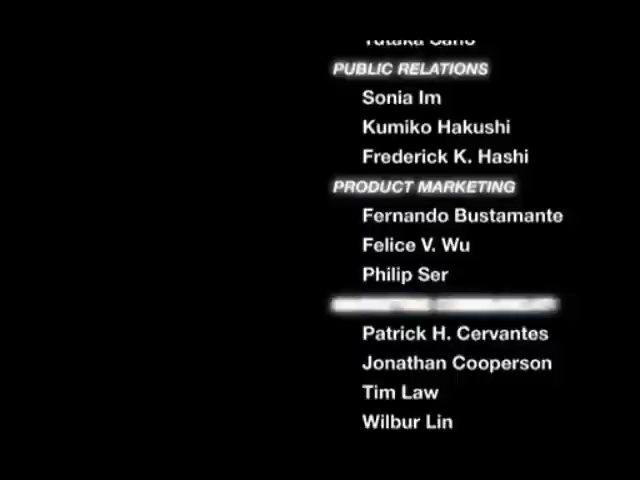 PUBLIC RELATIONS
Sonia Im
Kumiko Hakushi
Frederick K. Hashi
PRODUCT MARKETING
Fernando Bustamante
Felice V. Wu
Philip Ser
Patrick H. Cervantes
Jonathan Cooperson
Tim Law
Wilbur Lin